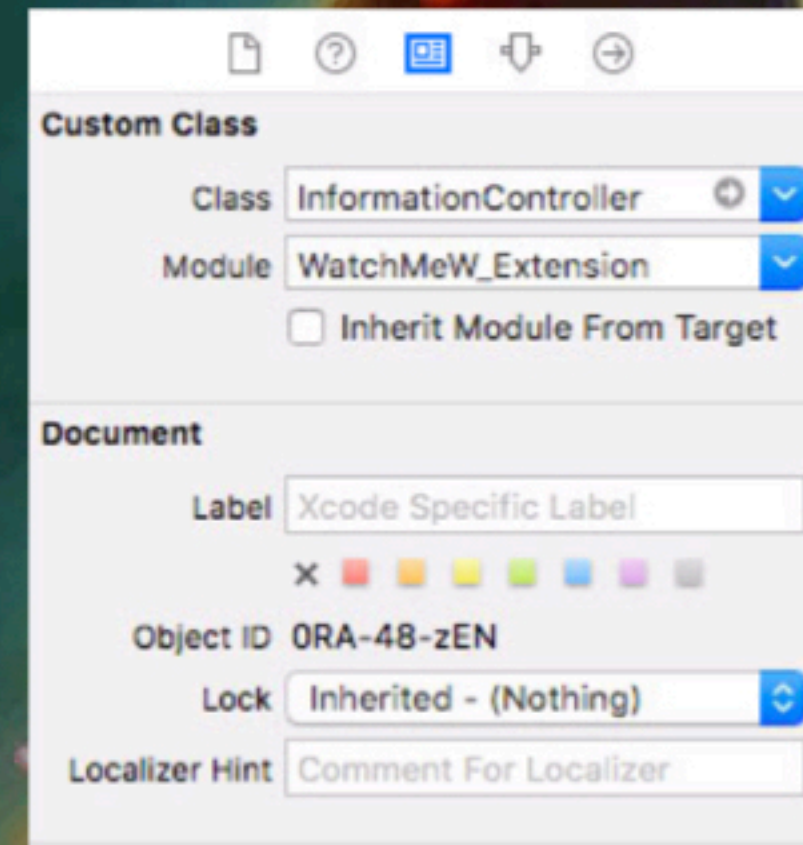 Custom Class
Class InformationController
Module WatchMeW_Extension
Inherit Module From Target
Document
Label Xcode Specific Label
Object ID 0RA-48-zEN
Lock Inherited - (Nothing)
Localizer Hint Comment For Localizer